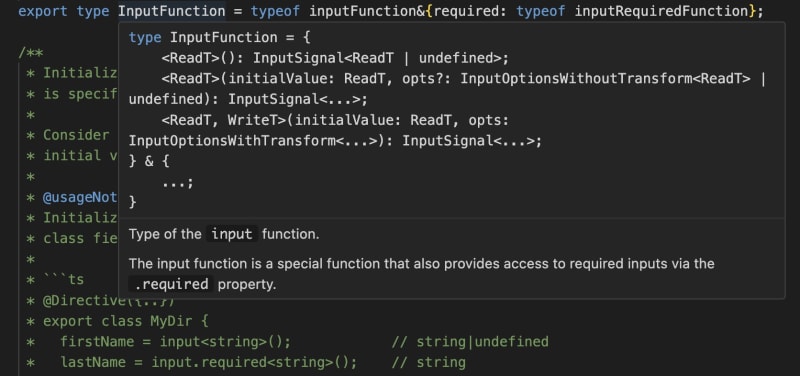 export type InputFunction = typeof inputFunction&{required: typeof inputRequiredFunction};
type InputFunction = {
<ReadT>(): InputSignal<ReadT | undefined>;
<ReadT>(initialValue: ReadT, opts?: InputOptionsWithoutTransform<ReadT> |
undefined): InputSignal<...>;
<ReadT, WriteT>(initialValue: ReadT, opts:
InputOptionsWithTransform<...>): InputSignal<...>;
} & {
...;
}
Type of the input function.
The input function is a special function that also provides access to required inputs via the
.required property.
/**
* Initializ
* is specif
*
* Consider
* initial v
*
* @usageNot
* Initializ
* class fie
*
* ```ts
* @Directive({..})
* export class MyDir {
* firstName = input<string>(); // string|undefined
* lastName = input.required<string>(); // string